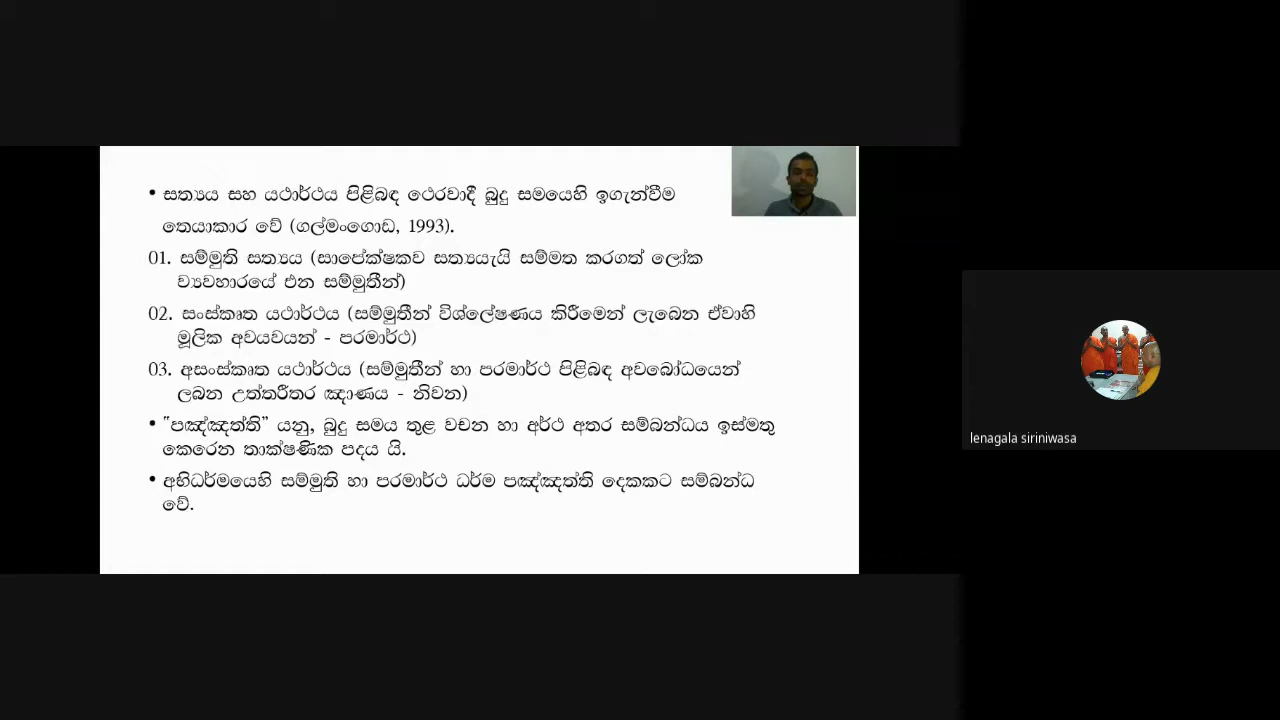 • සත්‍යය සහ යථාර්ථය පිළිබඳ ථෙරවාදී බුදු සමයෙහි ඉගැන්වීම
තෙයාකාර වේ (ගල්මංගොඩ, 1993).
01. සම්මුති සත්‍යය (සාපේක්ෂකව සත්‍යයැයි සම්මත කරගත් ලෝක
ව්‍යවහාරයේ එන සම්මුතීන්)
02. සංස්කෘත යථාර්ථය (සම්මුතීන් විශ්ලේෂණය කිරීමෙන් ලැබෙන ඒවාහි
මූලික අවයවයන් - පරමාර්ථ)
03. අසංස්කෘත යථාර්ථය (සම්මුතීන් හා පරමාර්ථ පිළිබඳ අවබෝධයෙන්
ලබන උත්තරීතර ඤාණය - නිවන)
• "පඤ්ඤත්ති" යනු, බුදු සමය තුළ වචන හා අර්ථ අතර සම්බන්ධය ඉස්මතු
කෙරෙන තාක්ෂණික පදය යි.
• අභිධර්මයෙහි සම්මුති හා පරමාර්ථ ධර්ම පඤ්ඤත්ති දෙකකට සම්බන්ධ
වේ.
lenagala siriniwasa